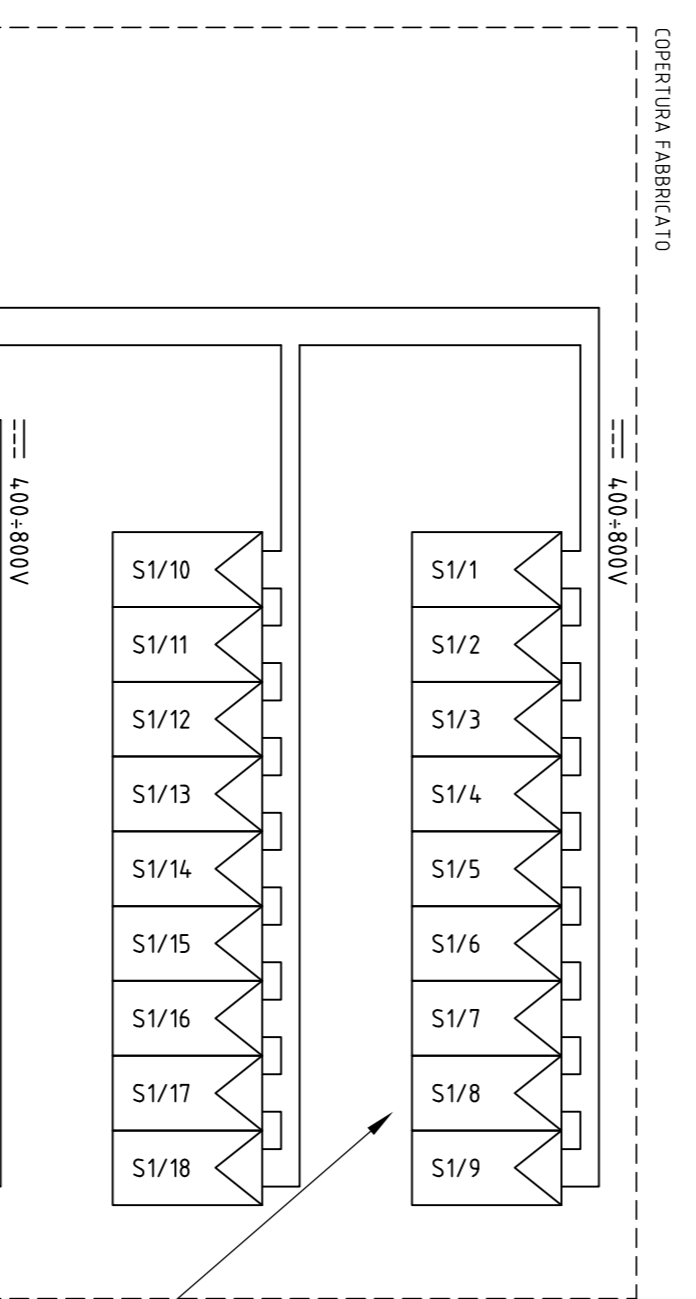 COPERTURA FABBRICATO
400÷800V
400÷800V
S1/10
S1/11
S1/12
S1/13
S1/14
S1/15
S1/16
S1/17
S1/18
S1/1
S1/2
S1/3
S1/4
S1/5
S1/6
S1/7
S1/8
S1/9